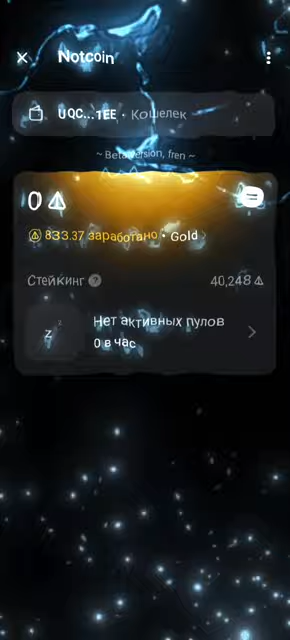 Notcoin
UQC...1EE • Кошелек
~ Beta version, fren ~
0
833.37 заработано • Gold
Стейкинг ?
40,248
z z
Нет активных пулов
0 в час